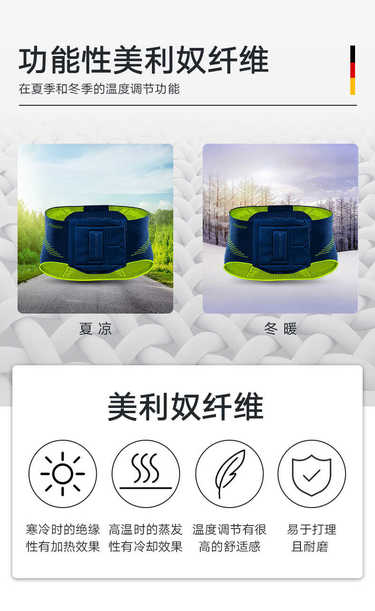 功能性美利奴纤维
在夏季和冬季的温度调节功能
夏凉
冬暖
美利奴纤维
寒冷时的绝缘
性有加热效果
高温时的蒸发
性有冷却效果
温度调节有很
高的舒适感
易于打理
且耐磨